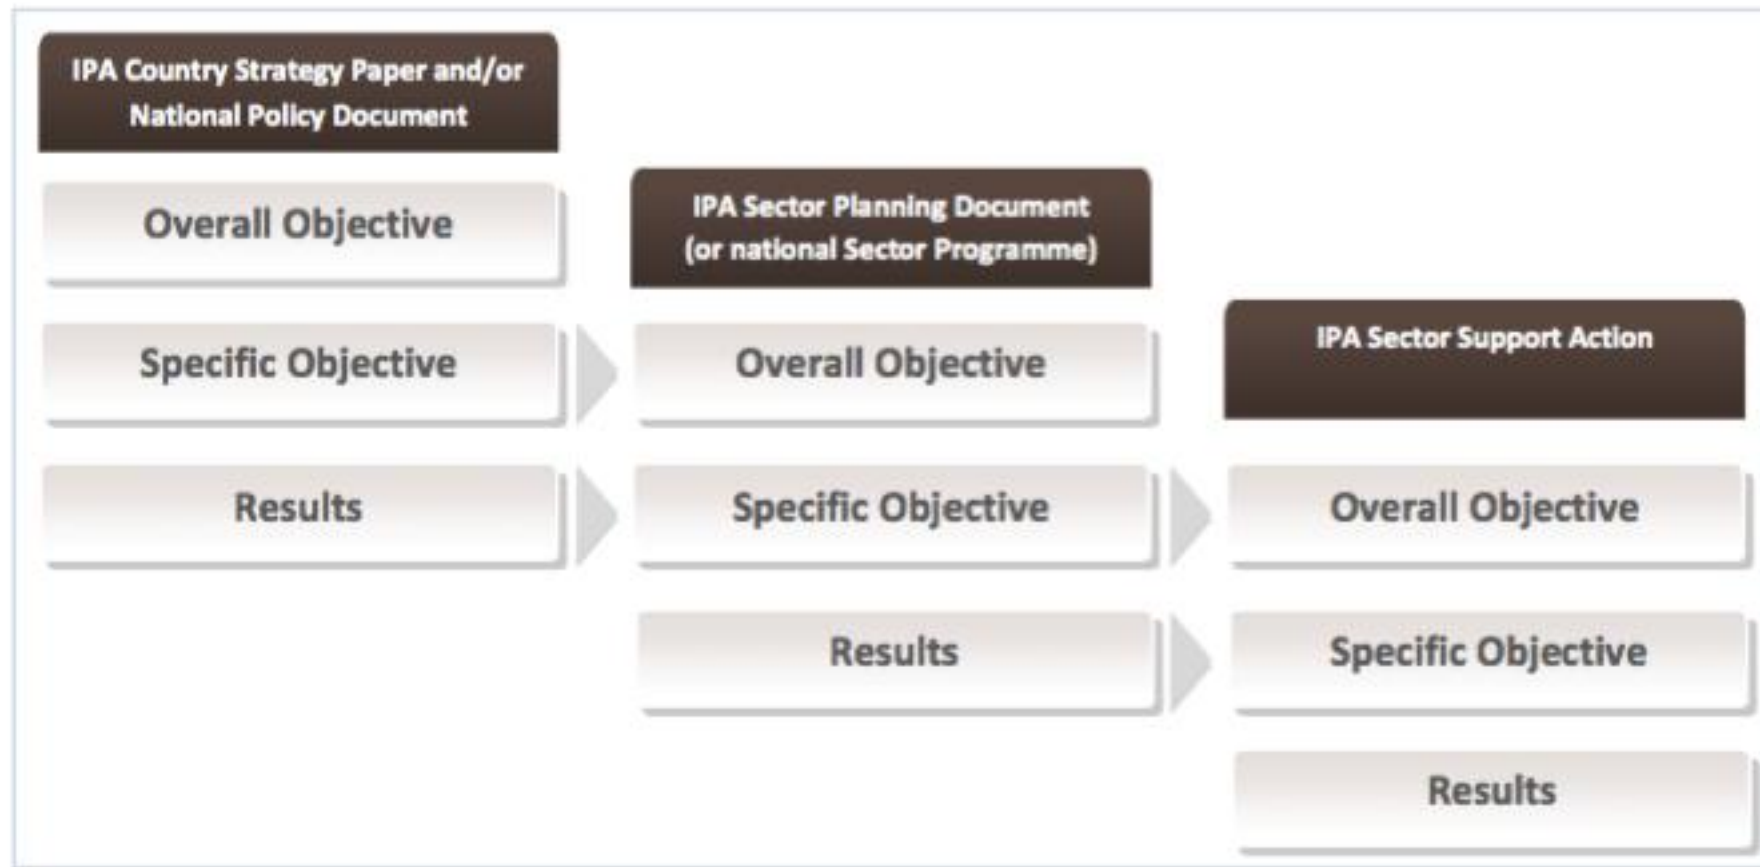 IPA Country Strategy Paper and/or
National Policy Document
Overall Objective
Specific Objective
Results
IPA Sector Planning Document
(or national Sector Programme)
Overall Objective
Specific Objective
Results
IPA Sector Support Action
Overall Objective
Specific Objective
Results